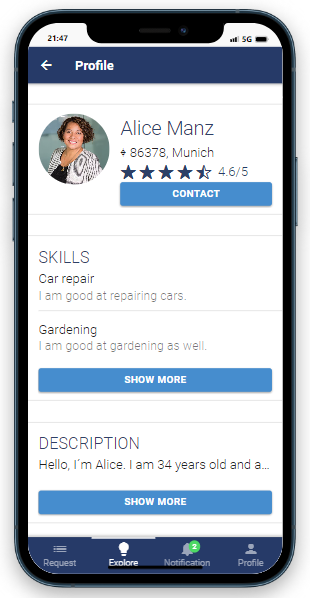 21:47 5G
Profile
Alice Manz
86378, Munich
4.6/5
CONTACT
SKILLS
Car repair
I am good at repairing cars.
Gardening
I am good at gardening as well.
SHOW MORE
DESCRIPTION
Hello, I´m Alice. I am 34 years old and a...
SHOW MORE
2
Request Explore Notification Profile